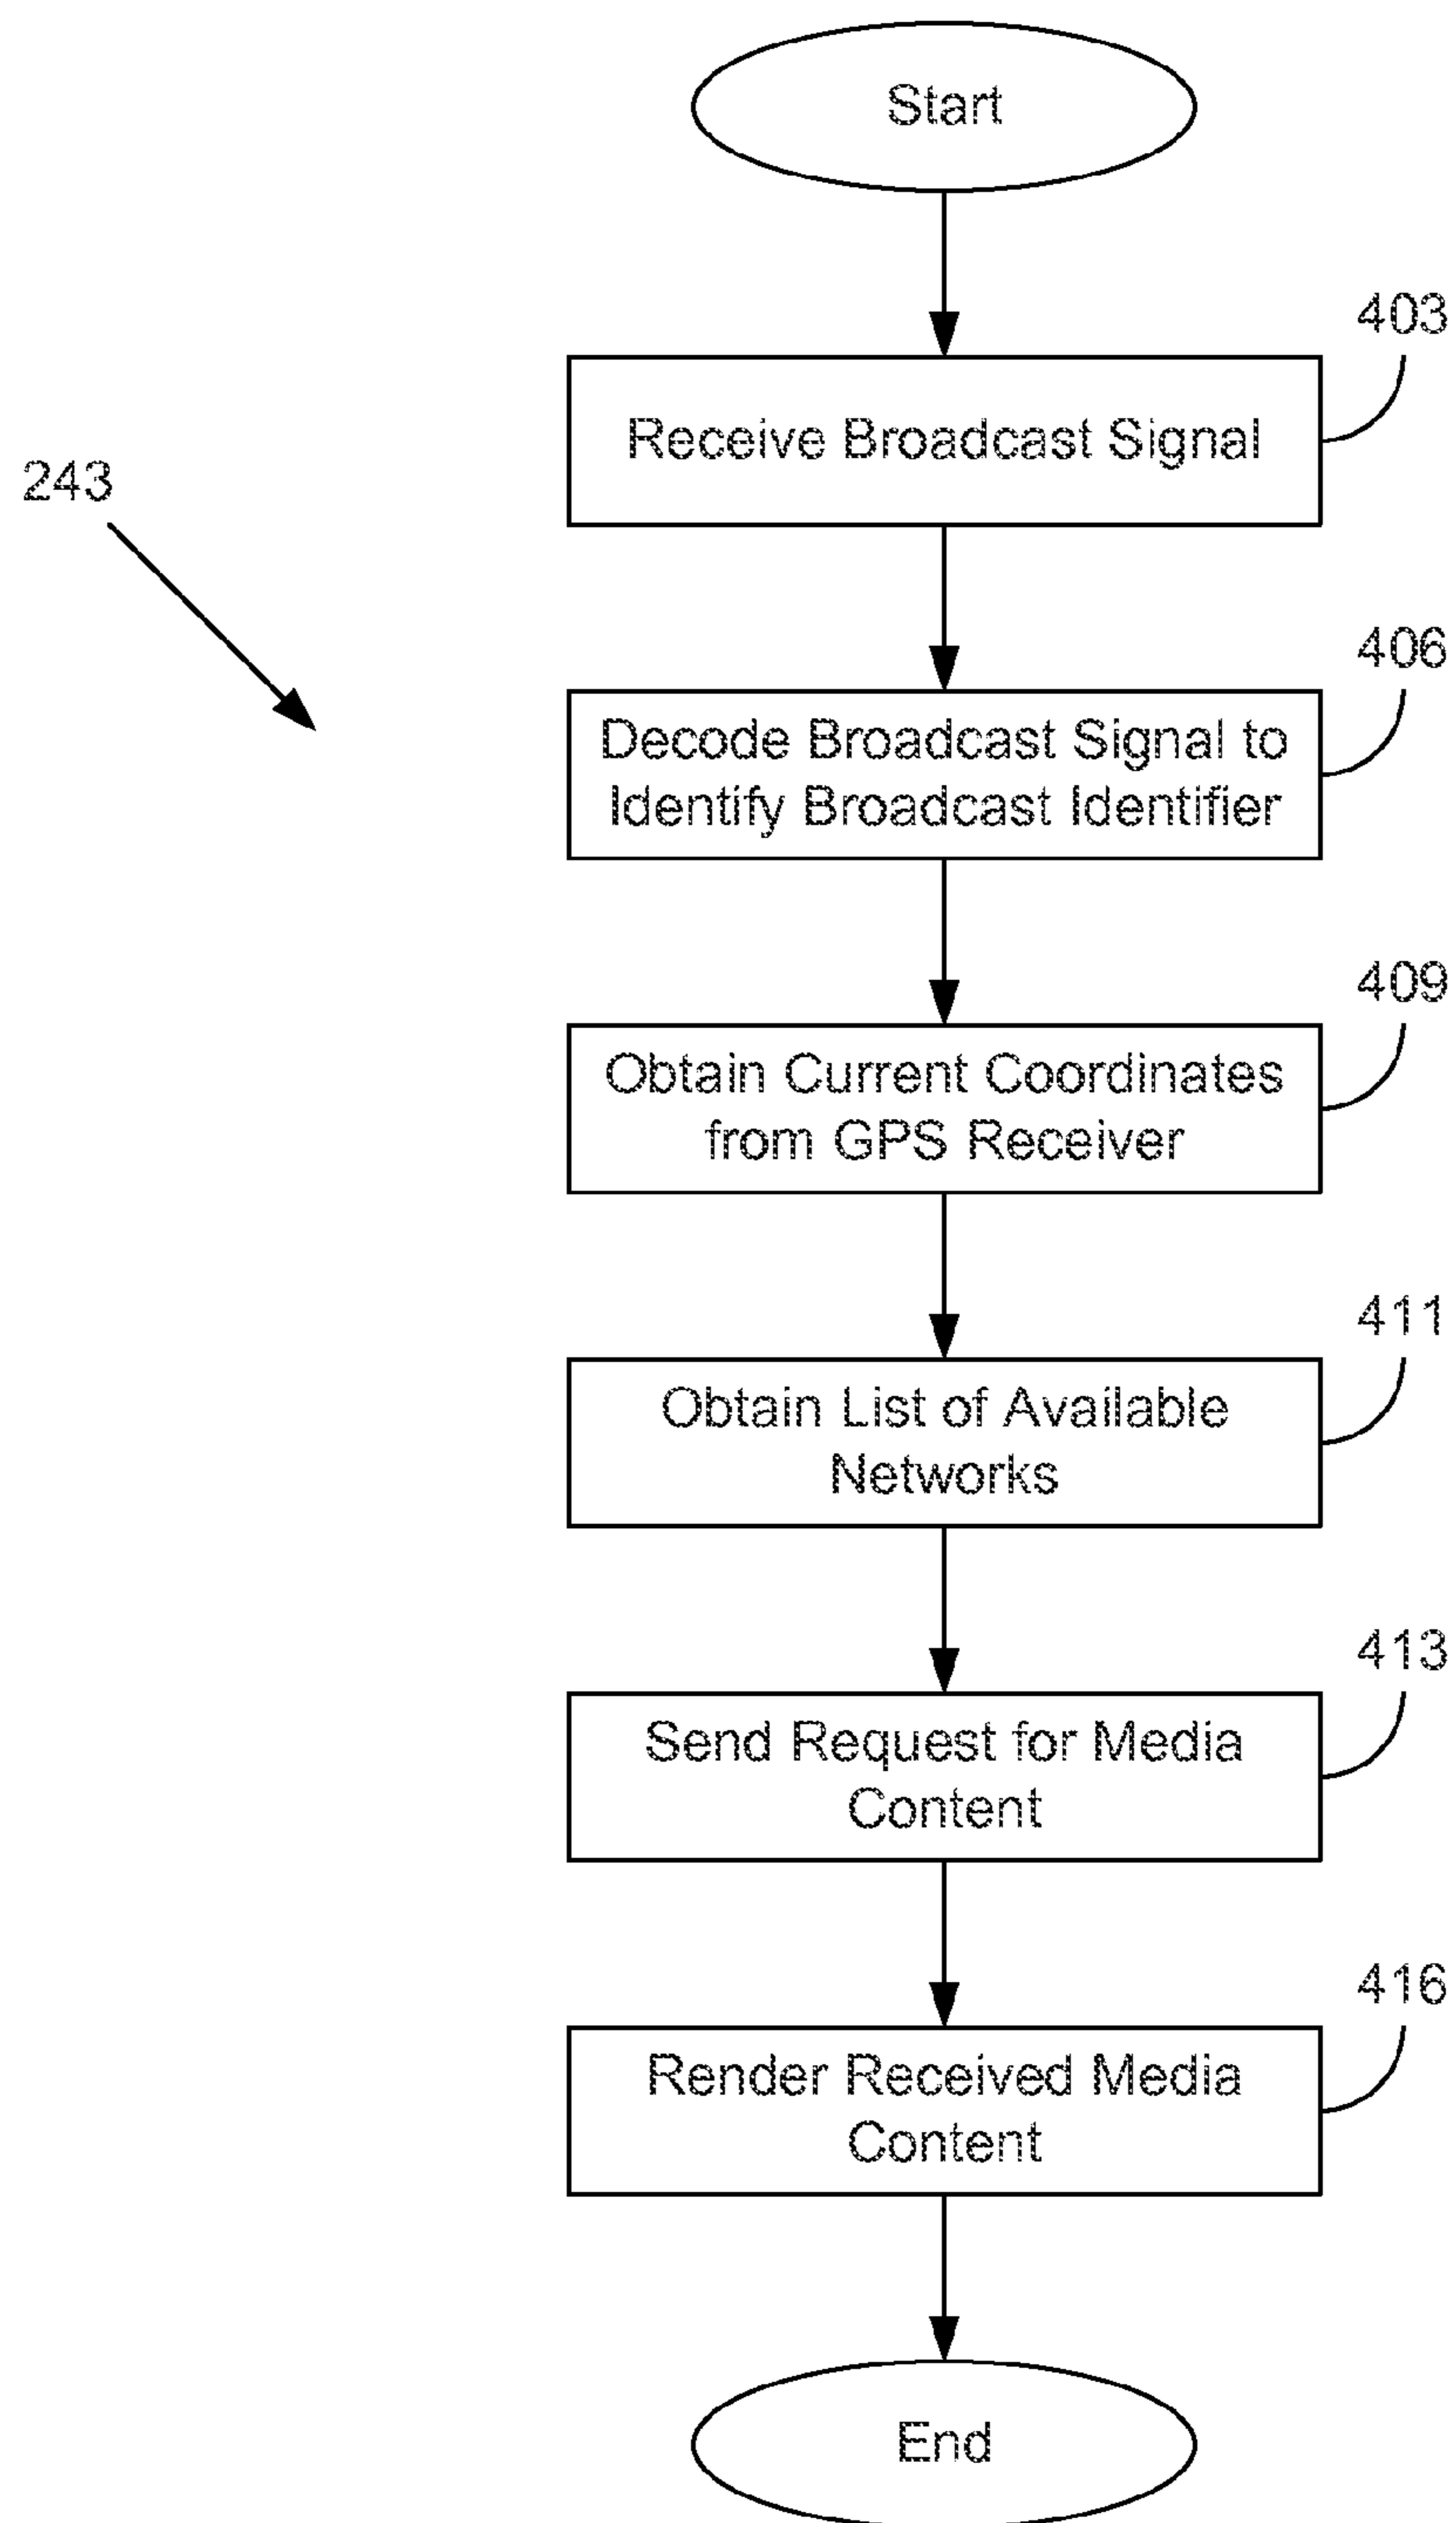 Start
403
Receive Broadcast Signal
243
406
Decode Broadcast Signal to
Identify Broadcast Identifier
409
Obtain Current Coordinates
from GPS Receiver
411
Obtain List of Available
Networks
413
Send Request for Media
Content
416
Render Received Media
Content
End